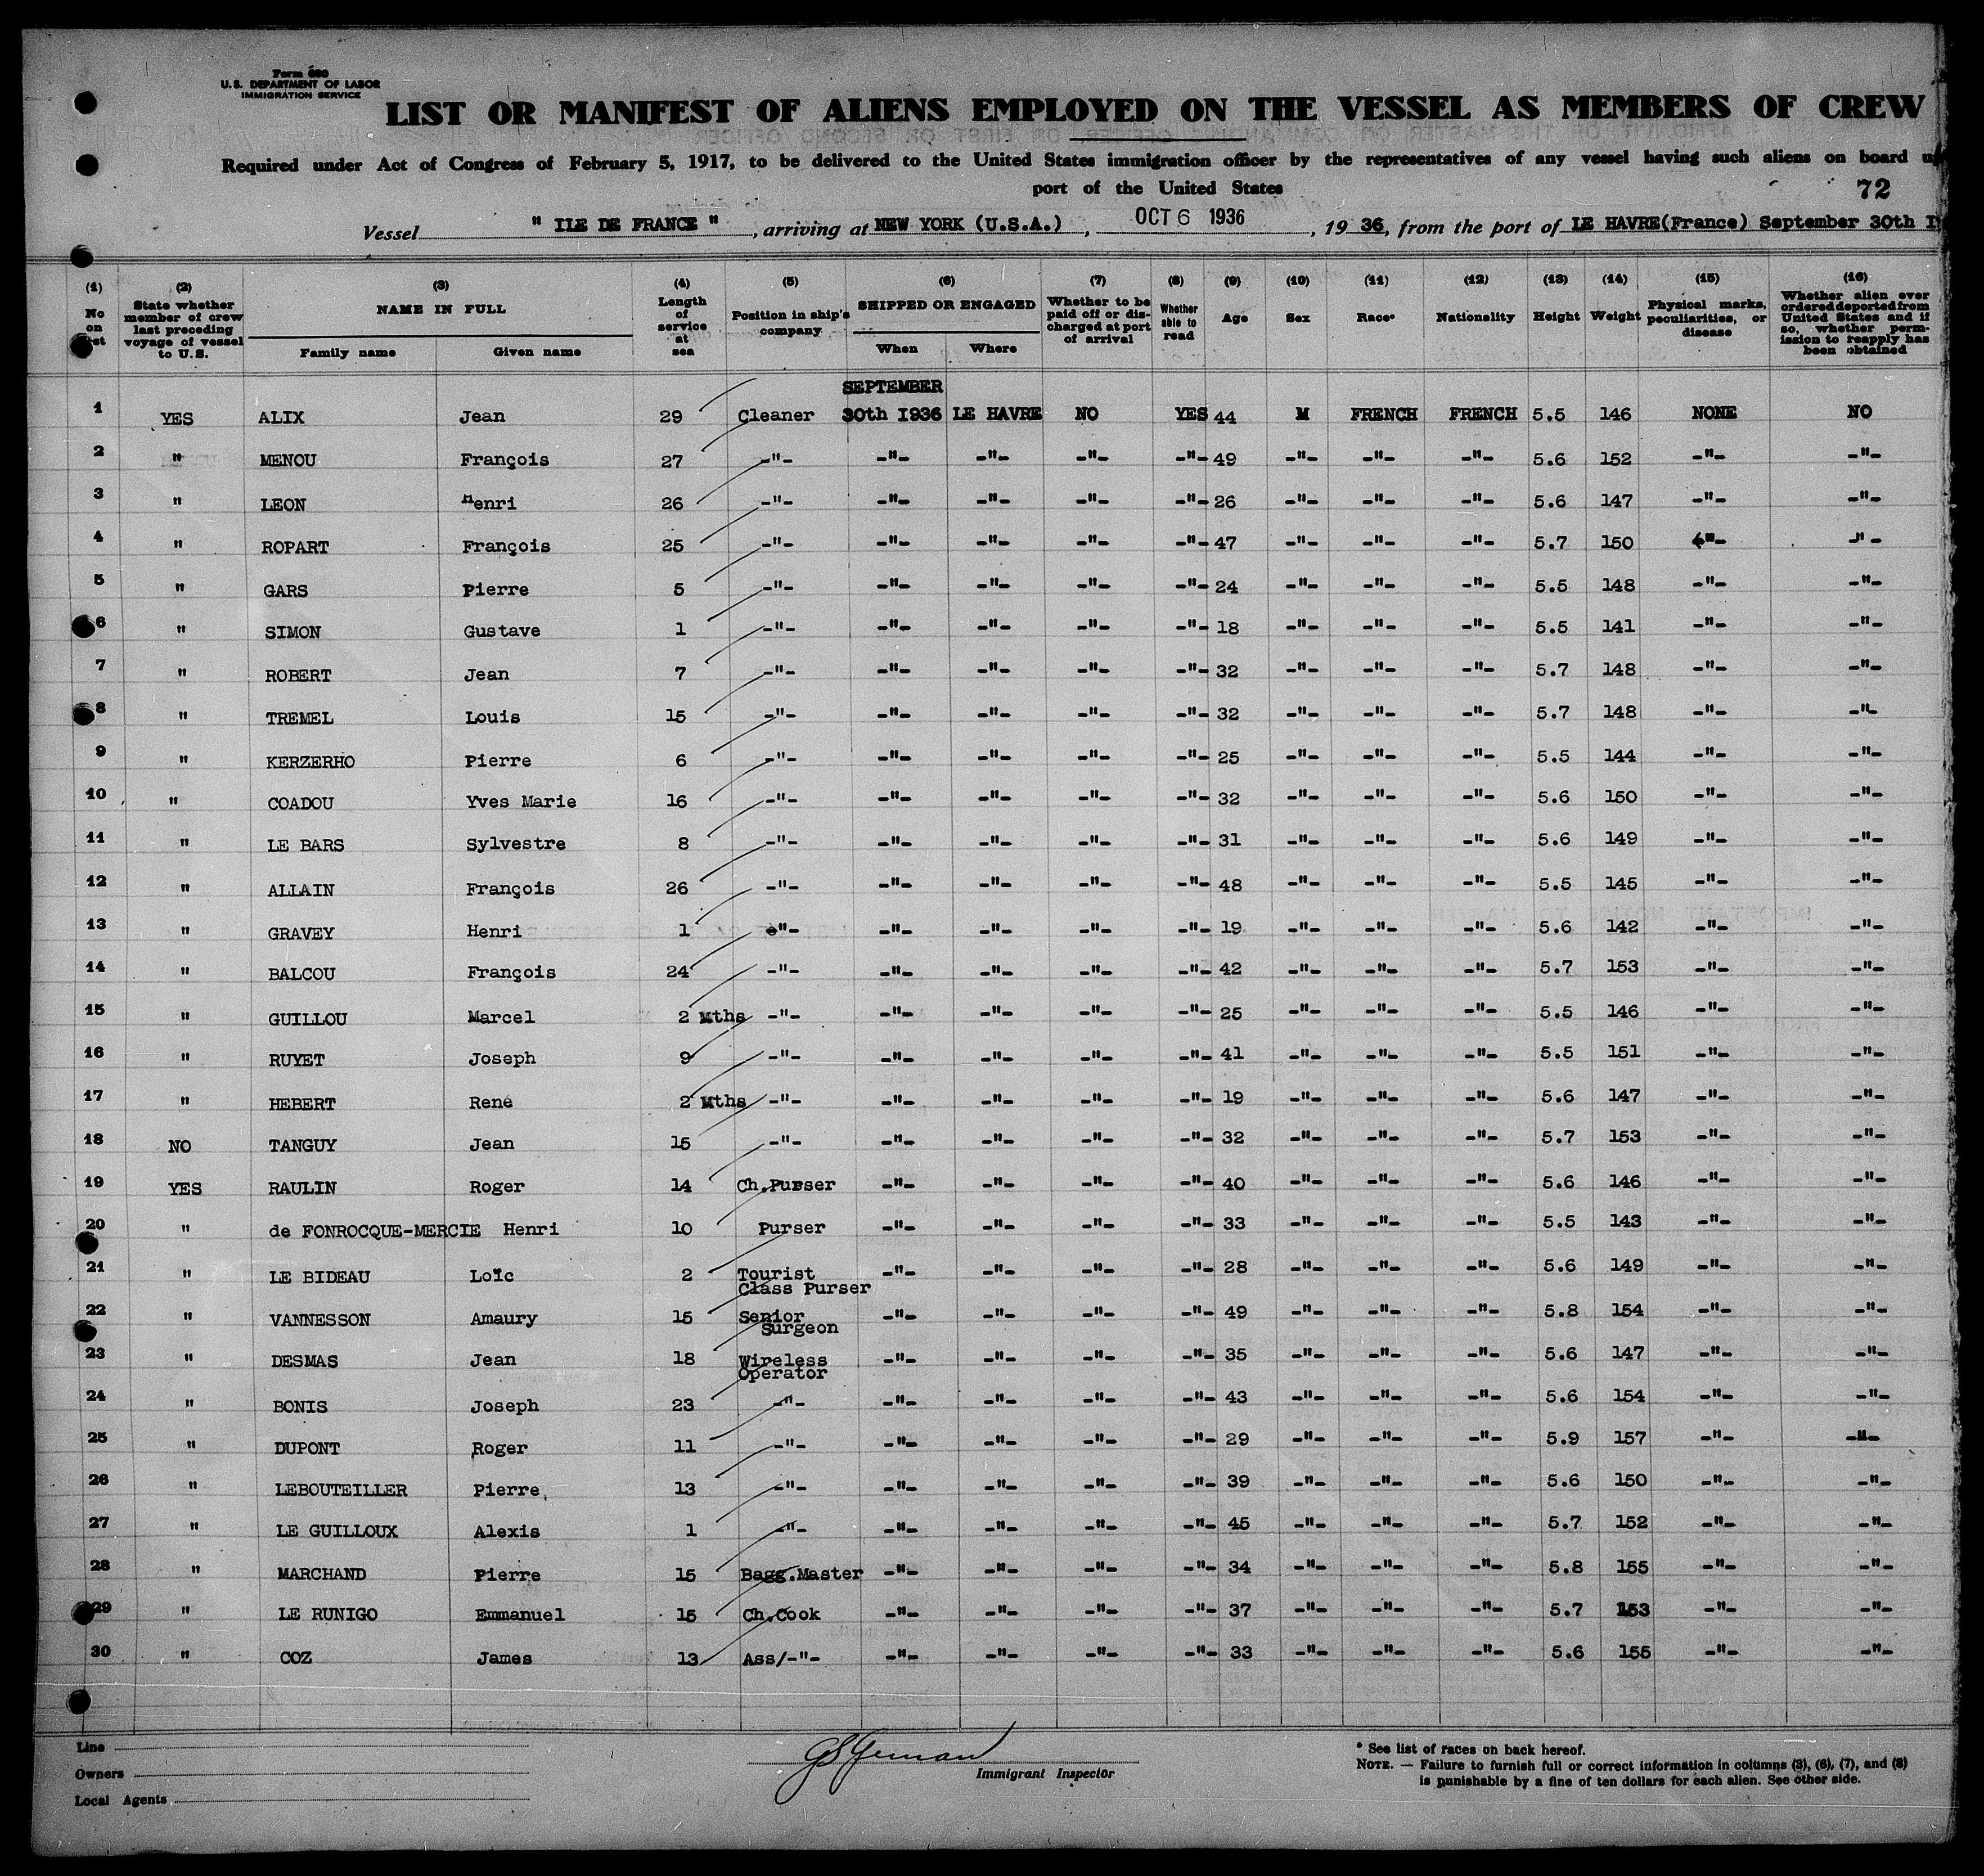 Form 680
U.S. DEPARTMENT OF LABOR
IMMIGRATION SERVICE
LIST OR MANIFEST OF ALIENS EMPLOYED ON THE VESSEL AS MEMBERS OF CREW
Required under Act of Congress of February 5, 1917, to be delivered to the United States immigration officer by the representatives of any vessel having such aliens on board
port of the United States
72
Vessel " ILE DE FRANCE ", arriving at NEW YORK (U.S.A.), OCT 6 1936, 19 36, from the port of LE HAVRE(France) September 30th
(1) No on (2) State whether member of crew last preceding voyage of vessel to U.S. (3) NAME IN FULL Family name Given name (4) Length of service at sea (5) Position in ship's company (6) SHIPPED OR ENGAGED When Where (7) Whether to be paid off or discharged at port of arrival (8) Whether able to read (9) Age (10) Sex (11) Race* (12) Nationality (13) Height (14) Weight (15) Physical marks, peculiarities, or disease (16) Whether alien ever ordered deported from United States and if so, whether permission to reapply has been obtained
SEPTEMBER
1 YES ALIX Jean 29 Cleaner 30th I936 LE HAVRE NO YES 44 M FRENCH FRENCH 5.5 146 NONE NO
2 " MENOU François 27 -"- -"- -"- -"- -"- 49 -"- -"- -"- 5.6 152 -"- -"-
3 " LEON Henri 26 -"- -"- -"- -"- -"- 26 -"- -"- -"- 5.6 147 -"- -"-
4 " ROPART François 25 -"- -"- -"- -"- -"- 47 -"- -"- -"- 5.7 150 -"- -"-
5 " GARS Pierre 5 -"- -"- -"- -"- -"- 24 -"- -"- -"- 5.5 148 -"- -"-
6 " SIMON Gustave 1 -"- -"- -"- -"- -"- 18 -"- -"- -"- 5.5 141 -"- -"-
7 " ROBERT Jean 7 -"- -"- -"- -"- -"- 32 -"- -"- -"- 5.7 148 -"- -"-
8 " TREMEL Louis 15 -"- -"- -"- -"- -"- 32 -"- -"- -"- 5.7 148 -"- -"-
9 " KERZERHO Pierre 6 -"- -"- -"- -"- -"- 25 -"- -"- -"- 5.5 144 -"- -"-
10 " COADOU Yves Marie 16 -"- -"- -"- -"- -"- 32 -"- -"- -"- 5.6 150 -"- -"-
11 " LE BARS Sylvestre 8 -"- -"- -"- -"- -"- 31 -"- -"- -"- 5.6 149 -"- -"-
12 " ALLAIN François 26 -"- -"- -"- -"- -"- 48 -"- -"- -"- 5.5 145 -"- -"-
13 " GRAVEY Henri 1 -"- -"- -"- -"- -"- 19 -"- -"- -"- 5.6 142 -"- -"-
14 " BALCOU François 24 -"- -"- -"- -"- -"- 42 -"- -"- -"- 5.7 153 -"- -"-
15 " GUILLOU Marcel 2 Mths -"- -"- -"- -"- -"- 25 -"- -"- -"- 5.5 146 -"- -"-
16 " RUYET Joseph 9 -"- -"- -"- -"- -"- 41 -"- -"- -"- 5.5 151 -"- -"-
17 " HEBERT René 2 Mths -"- -"- -"- -"- -"- 19 -"- -"- -"- 5.6 147 -"- -"-
18 NO TANGUY Jean 15 -"- -"- -"- -"- -"- 32 -"- -"- -"- 5.7 153 -"- -"-
19 YES RAULIN Roger 14 Ch.Purser -"- -"- -"- -"- 40 -"- -"- -"- 5.6 146 -"- -"-
20 " de FONROCQUE-MERCIE Henri 10 Purser -"- -"- -"- -"- 33 -"- -"- -"- 5.5 143 -"- -"-
21 " LE BIDEAU Loïc 2 Tourist Class Purser -"- -"- -"- -"- 28 -"- -"- -"- 5.6 149 -"- -"-
22 " VANNESSON Amaury 15 Senior Surgeon -"- -"- -"- -"- 49 -"- -"- -"- 5.8 154 -"- -"-
23 " DESMAS Jean 18 Wireless Operator -"- -"- -"- -"- 35 -"- -"- -"- 5.6 147 -"- -"-
24 " BONIS Joseph 23 -"- -"- -"- -"- -"- 43 -"- -"- -"- 5.6 154 -"- -"-
25 " DUPONT Roger 11 -"- -"- -"- -"- -"- 29 -"- -"- -"- 5.9 157 -"- -"-
26 " LEBOUTEILLER Pierre 13 -"- -"- -"- -"- -"- 39 -"- -"- -"- 5.6 150 -"- -"-
27 " LE GUILLOUX Alexis 1 -"- -"- -"- -"- -"- 45 -"- -"- -"- 5.7 152 -"- -"-
28 " MARCHAND Pierre 15 Bagg.Master -"- -"- -"- -"- 34 -"- -"- -"- 5.8 155 -"- -"-
29 " LE RUNIGO Emmanuel 15 Ch.Cook -"- -"- -"- -"- 37 -"- -"- -"- 5.7 153 -"- -"-
30 " COZ James 13 Ass/-"- -"- -"- -"- -"- 33 -"- -"- -"- 5.6 155 -"- -"-
Line
Owners
Local Agents
Immigrant Inspector
* See list of races on back hereof.
NOTE. — Failure to furnish full or correct information in columns (3), (6), (7), and (8)
is punishable by a fine of ten dollars for each alien. See other side.